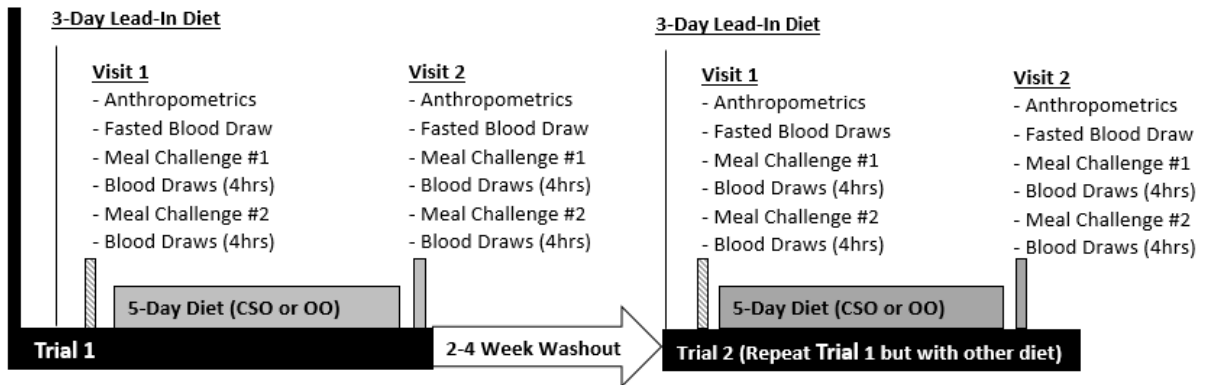 3-Day Lead-In Diet
Visit 1
- Anthropometrics
- Fasted Blood Draw
- Meal Challenge #1
- Blood Draws (4hrs)
- Meal Challenge #2
- Blood Draws (4hrs)
Visit 2
- Anthropometrics
- Fasted Blood Draw
- Meal Challenge #1
- Blood Draws (4hrs)
- Meal Challenge #2
- Blood Draws (4hrs)
5-Day Diet (CSO or OO)
Trial 1
2-4 Week Washout
3-Day Lead-In Diet
Visit 1
- Anthropometrics
- Fasted Blood Draws
- Meal Challenge #1
- Blood Draws (4hrs)
- Meal Challenge #2
- Blood Draws (4hrs)
Visit 2
- Anthropometrics
- Fasted Blood Draw
- Meal Challenge #1
- Blood Draws (4hrs)
- Meal Challenge #2
- Blood Draws (4hrs)
5-Day Diet (CSO or OO)
Trial 2 (Repeat Trial 1 but with other diet)